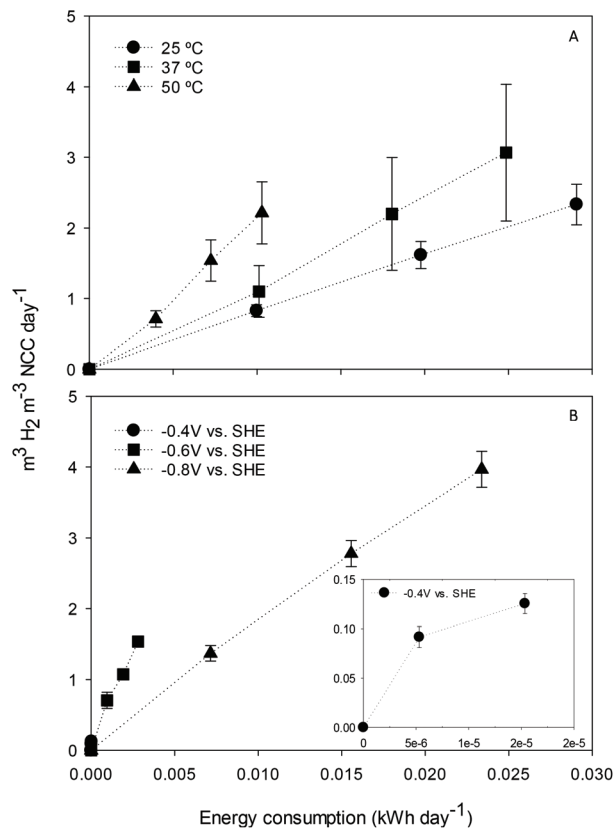 A
25 ºC
37 ºC
50 ºC
5
4
3
2
1
0
m³ H₂ m⁻³ NCC day⁻¹
B
-0.4V vs. SHE
-0.6V vs. SHE
-0.8V vs. SHE
5
4
3
2
1
0
-0.4V vs. SHE
0.15
0.10
0.05
0.00
0 5e-6 1e-5 2e-5 2e-5
0.000 0.005 0.010 0.015 0.020 0.025 0.030
Energy consumption (kWh day⁻¹)